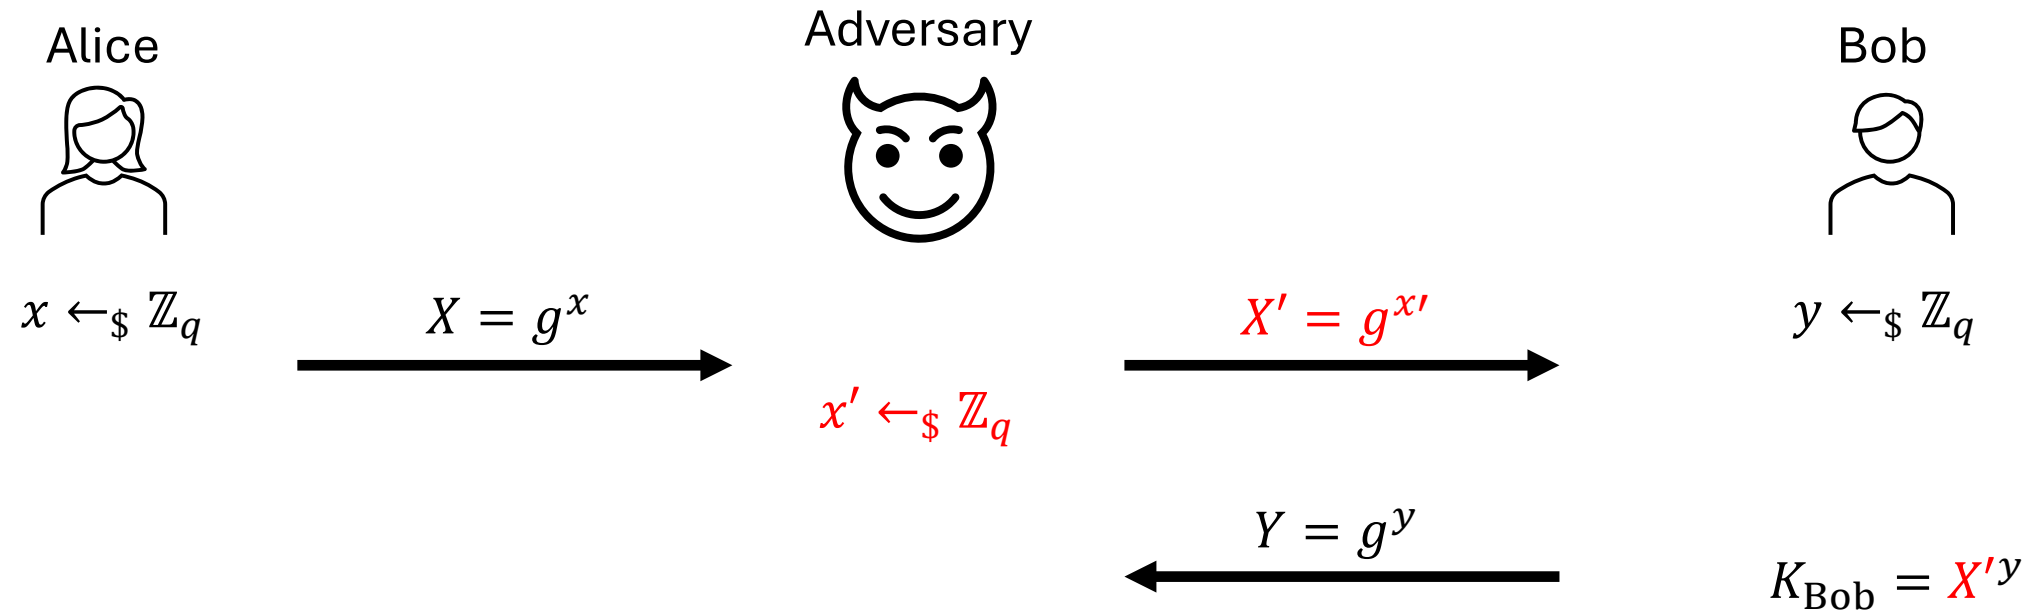 Alice
Adversary
Bob
x ←$ ℤq
X = g^x
X′ = g^x′
y ←$ ℤq
x′ ←$ ℤq
Y = g^y
K_Bob = X′^y